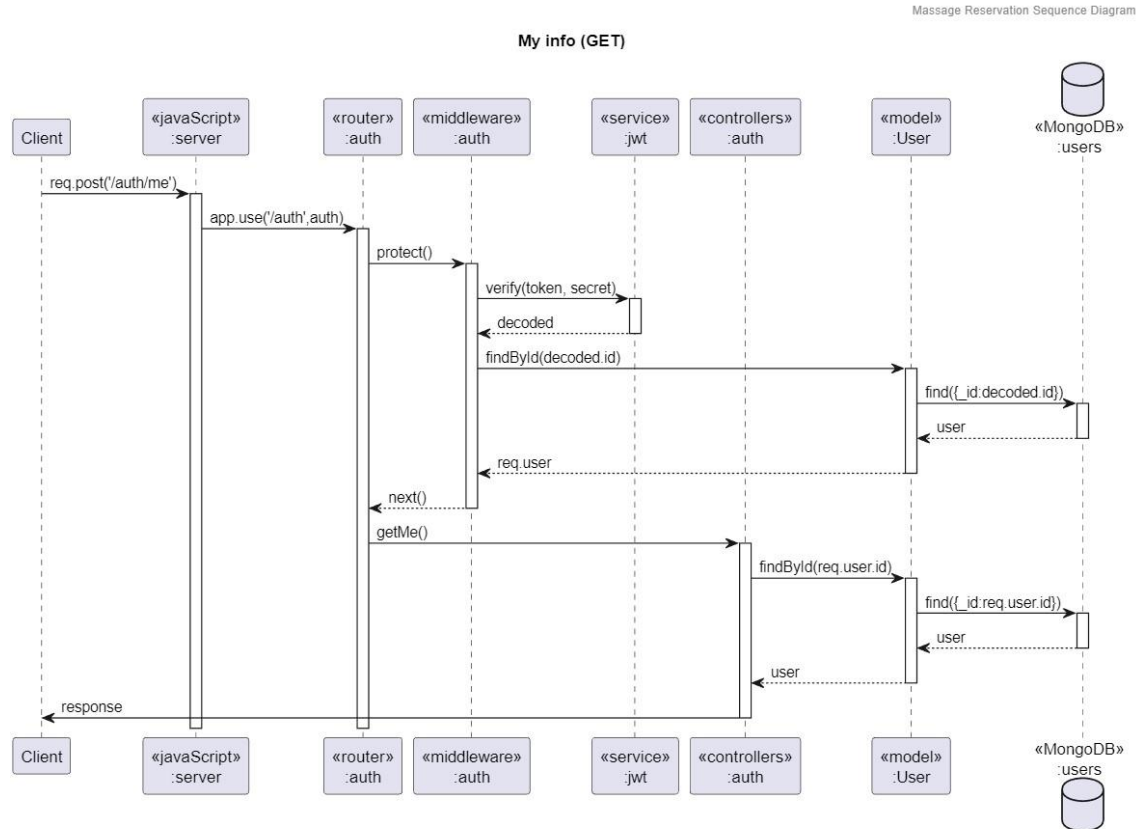 Massage Reservation Sequence Diagram
My info (GET)
Client
«javaScript»
:server
«router»
:auth
«middleware»
:auth
«service»
:jwt
«controllers»
:auth
«model»
:User
«MongoDB»
:users
req.post('/auth/me')
app.use('/auth',auth)
protect()
verify(token, secret)
decoded
findById(decoded.id)
find({_id:decoded.id})
user
req.user
next()
getMe()
findById(req.user.id)
find({_id:req.user.id})
user
user
response
Client
«javaScript»
:server
«router»
:auth
«middleware»
:auth
«service»
:jwt
«controllers»
:auth
«model»
:User
«MongoDB»
:users